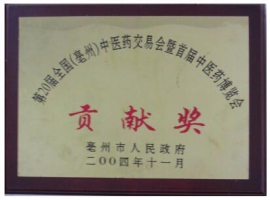 第20届全国(亳州)中医药交易会暨首届中医药博览会
贡献奖
亳州市人民政府
二〇〇四年十一月